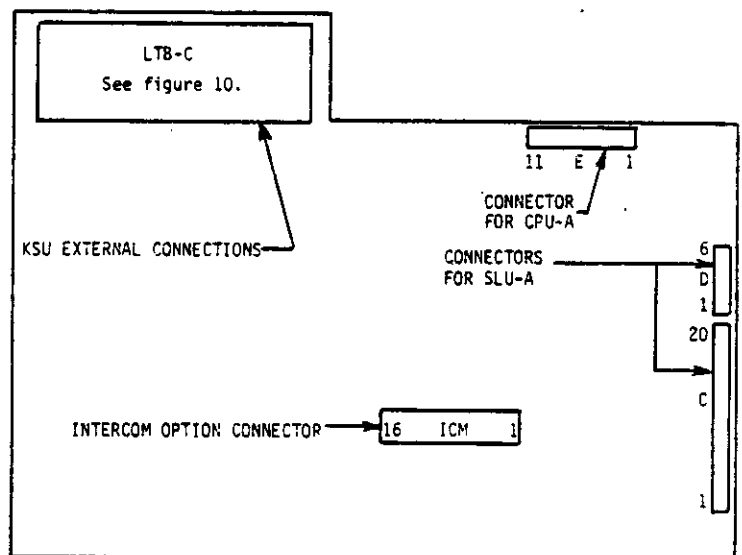 LTB-C
See figure 10.
11 E 1
CONNECTOR
FOR CPU-A
KSU EXTERNAL CONNECTIONS
CONNECTORS
FOR SLU-A
6
D
1
20
C
1
INTERCOM OPTION CONNECTOR
16 ICM 1